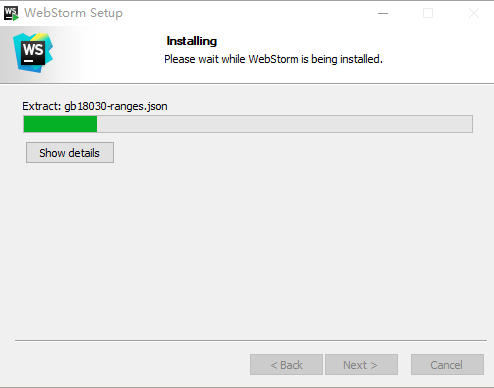 WS WebStorm Setup
WS
Installing
Please wait while WebStorm is being installed.
Extract: gb18030-ranges.json
Show details
< Back Next > Cancel